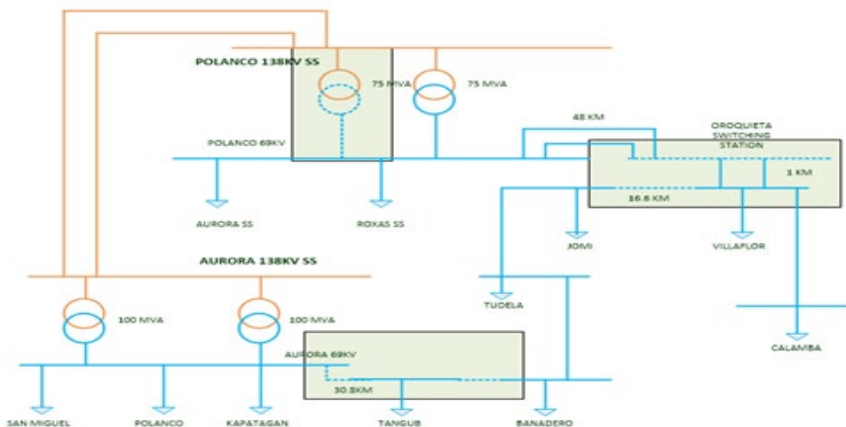 POLANCO 138KV SS
75 MVA
75 MVA
48 KM
OROQUIETA
SWITCHING
STATION
POLANCO 69KV
1 KM
16.6 KM
AURORA SS
ROXAS SS
JOMI
VILLAFLOR
AURORA 138KV SS
TUDELA
100 MVA
100 MVA
CALAMBA
AURORA 69KV
30.8KM
SAN MIGUEL
POLANCO
KAPATAGAN
TANGUB
BANADERO